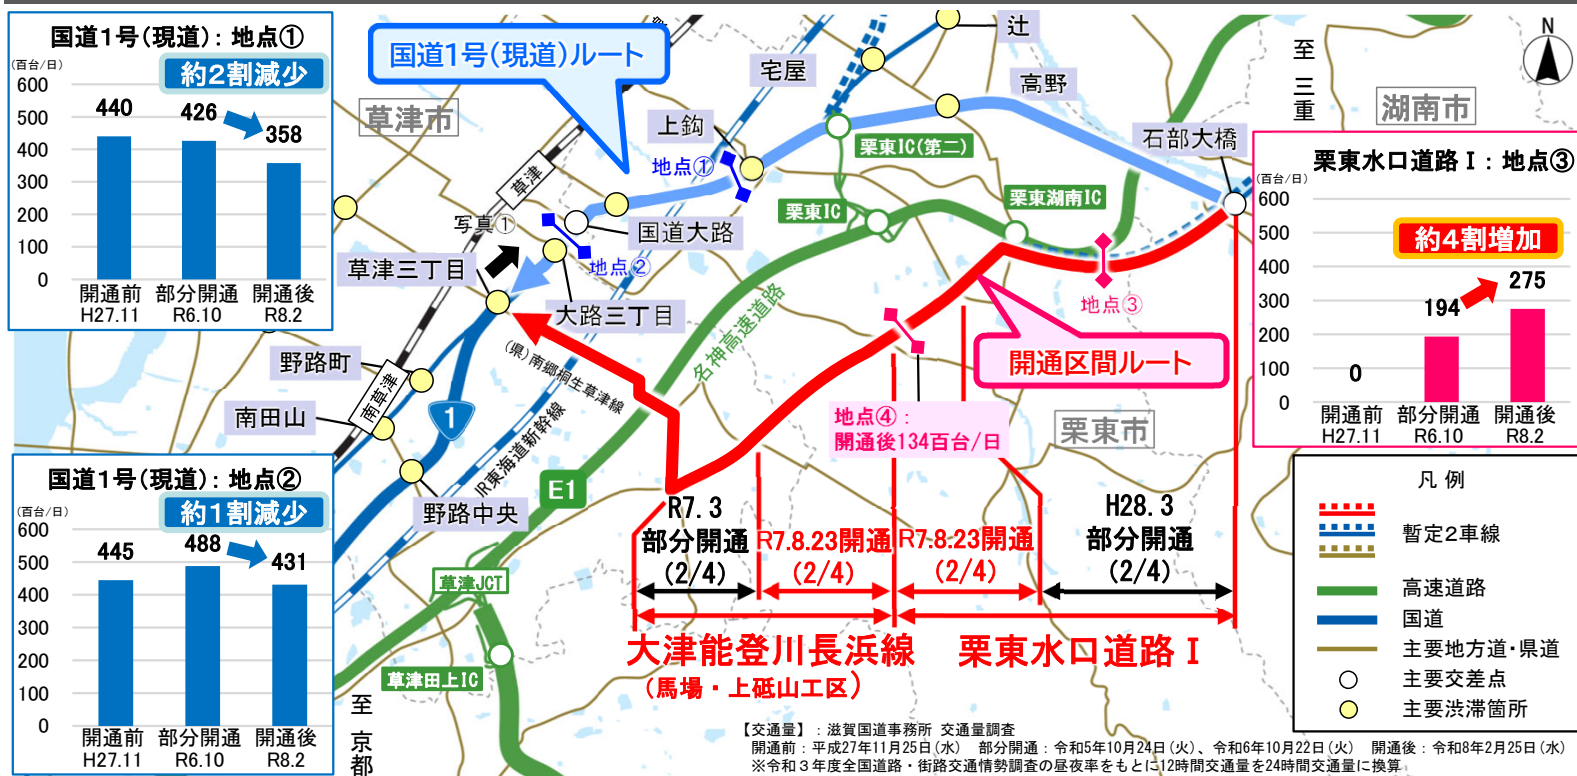 国道1号(現道)：地点①
(百台/日)
約2割減少
600
500
400
300
200
100
0
440
426
358
開通前
H27.11
部分開通
R6.10
開通後
R8.2
国道1号(現道)：地点②
(百台/日)
約1割減少
600
500
400
300
200
100
0
445
488
431
開通前
H27.11
部分開通
R6.10
開通後
R8.2
国道1号(現道)ルート
草津市
宅屋
辻
高野
至 三重
N
湖南市
上鈎
地点①
栗東IC(第二)
石部大橋
草津
写真①
国道大路
栗東IC
栗東湖南IC
草津三丁目
地点②
大路三丁目
地点③
名神高速道路
(県)南郷桐生草津線
野路町
南草津
南田山
1
JR東海道新幹線
野路中央
E1
草津JCT
草津田上IC
至 京都
開通区間ルート
地点④：
開通後134百台/日
栗東市
栗東水口道路Ⅰ：地点③
(百台/日)
約4割増加
600
500
400
300
200
100
0
0
194
275
開通前
H27.11
部分開通
R6.10
開通後
R8.2
R7.3
部分開通
(2/4)
R7.8.23開通
(2/4)
R7.8.23開通
(2/4)
H28.3
部分開通
(2/4)
大津能登川長浜線
(馬場・上砥山工区)
栗東水口道路Ⅰ
凡例
暫定2車線
高速道路
国道
主要地方道・県道
主要交差点
主要渋滞箇所
【交通量】：滋賀国道事務所 交通量調査
開通前：平成27年11月25日(水) 部分開通：令和5年10月24日(火)、令和6年10月22日(火) 開通後：令和8年2月25日(水)
※令和３年度全国道路・街路交通情勢調査の昼夜率をもとに12時間交通量を24時間交通量に換算